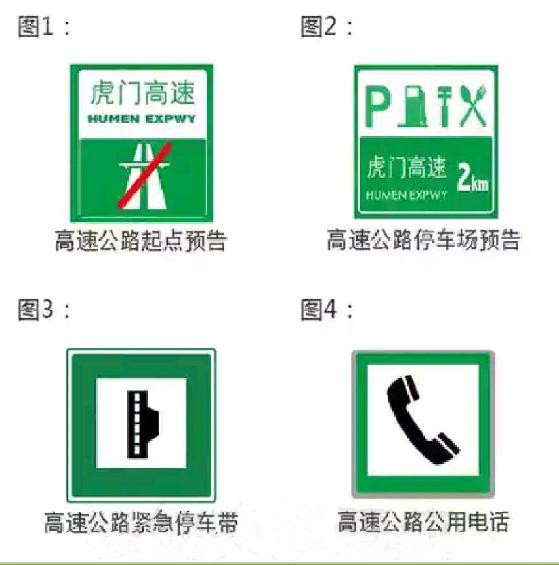 图1：
图2：
虎门高速
HUMEN EXPWY
P
虎门高速
2km
HUMEN EXPWY
高速公路起点预告
高速公路停车场预告
图3：
图4：
高速公路紧急停车带
高速公路公用电话